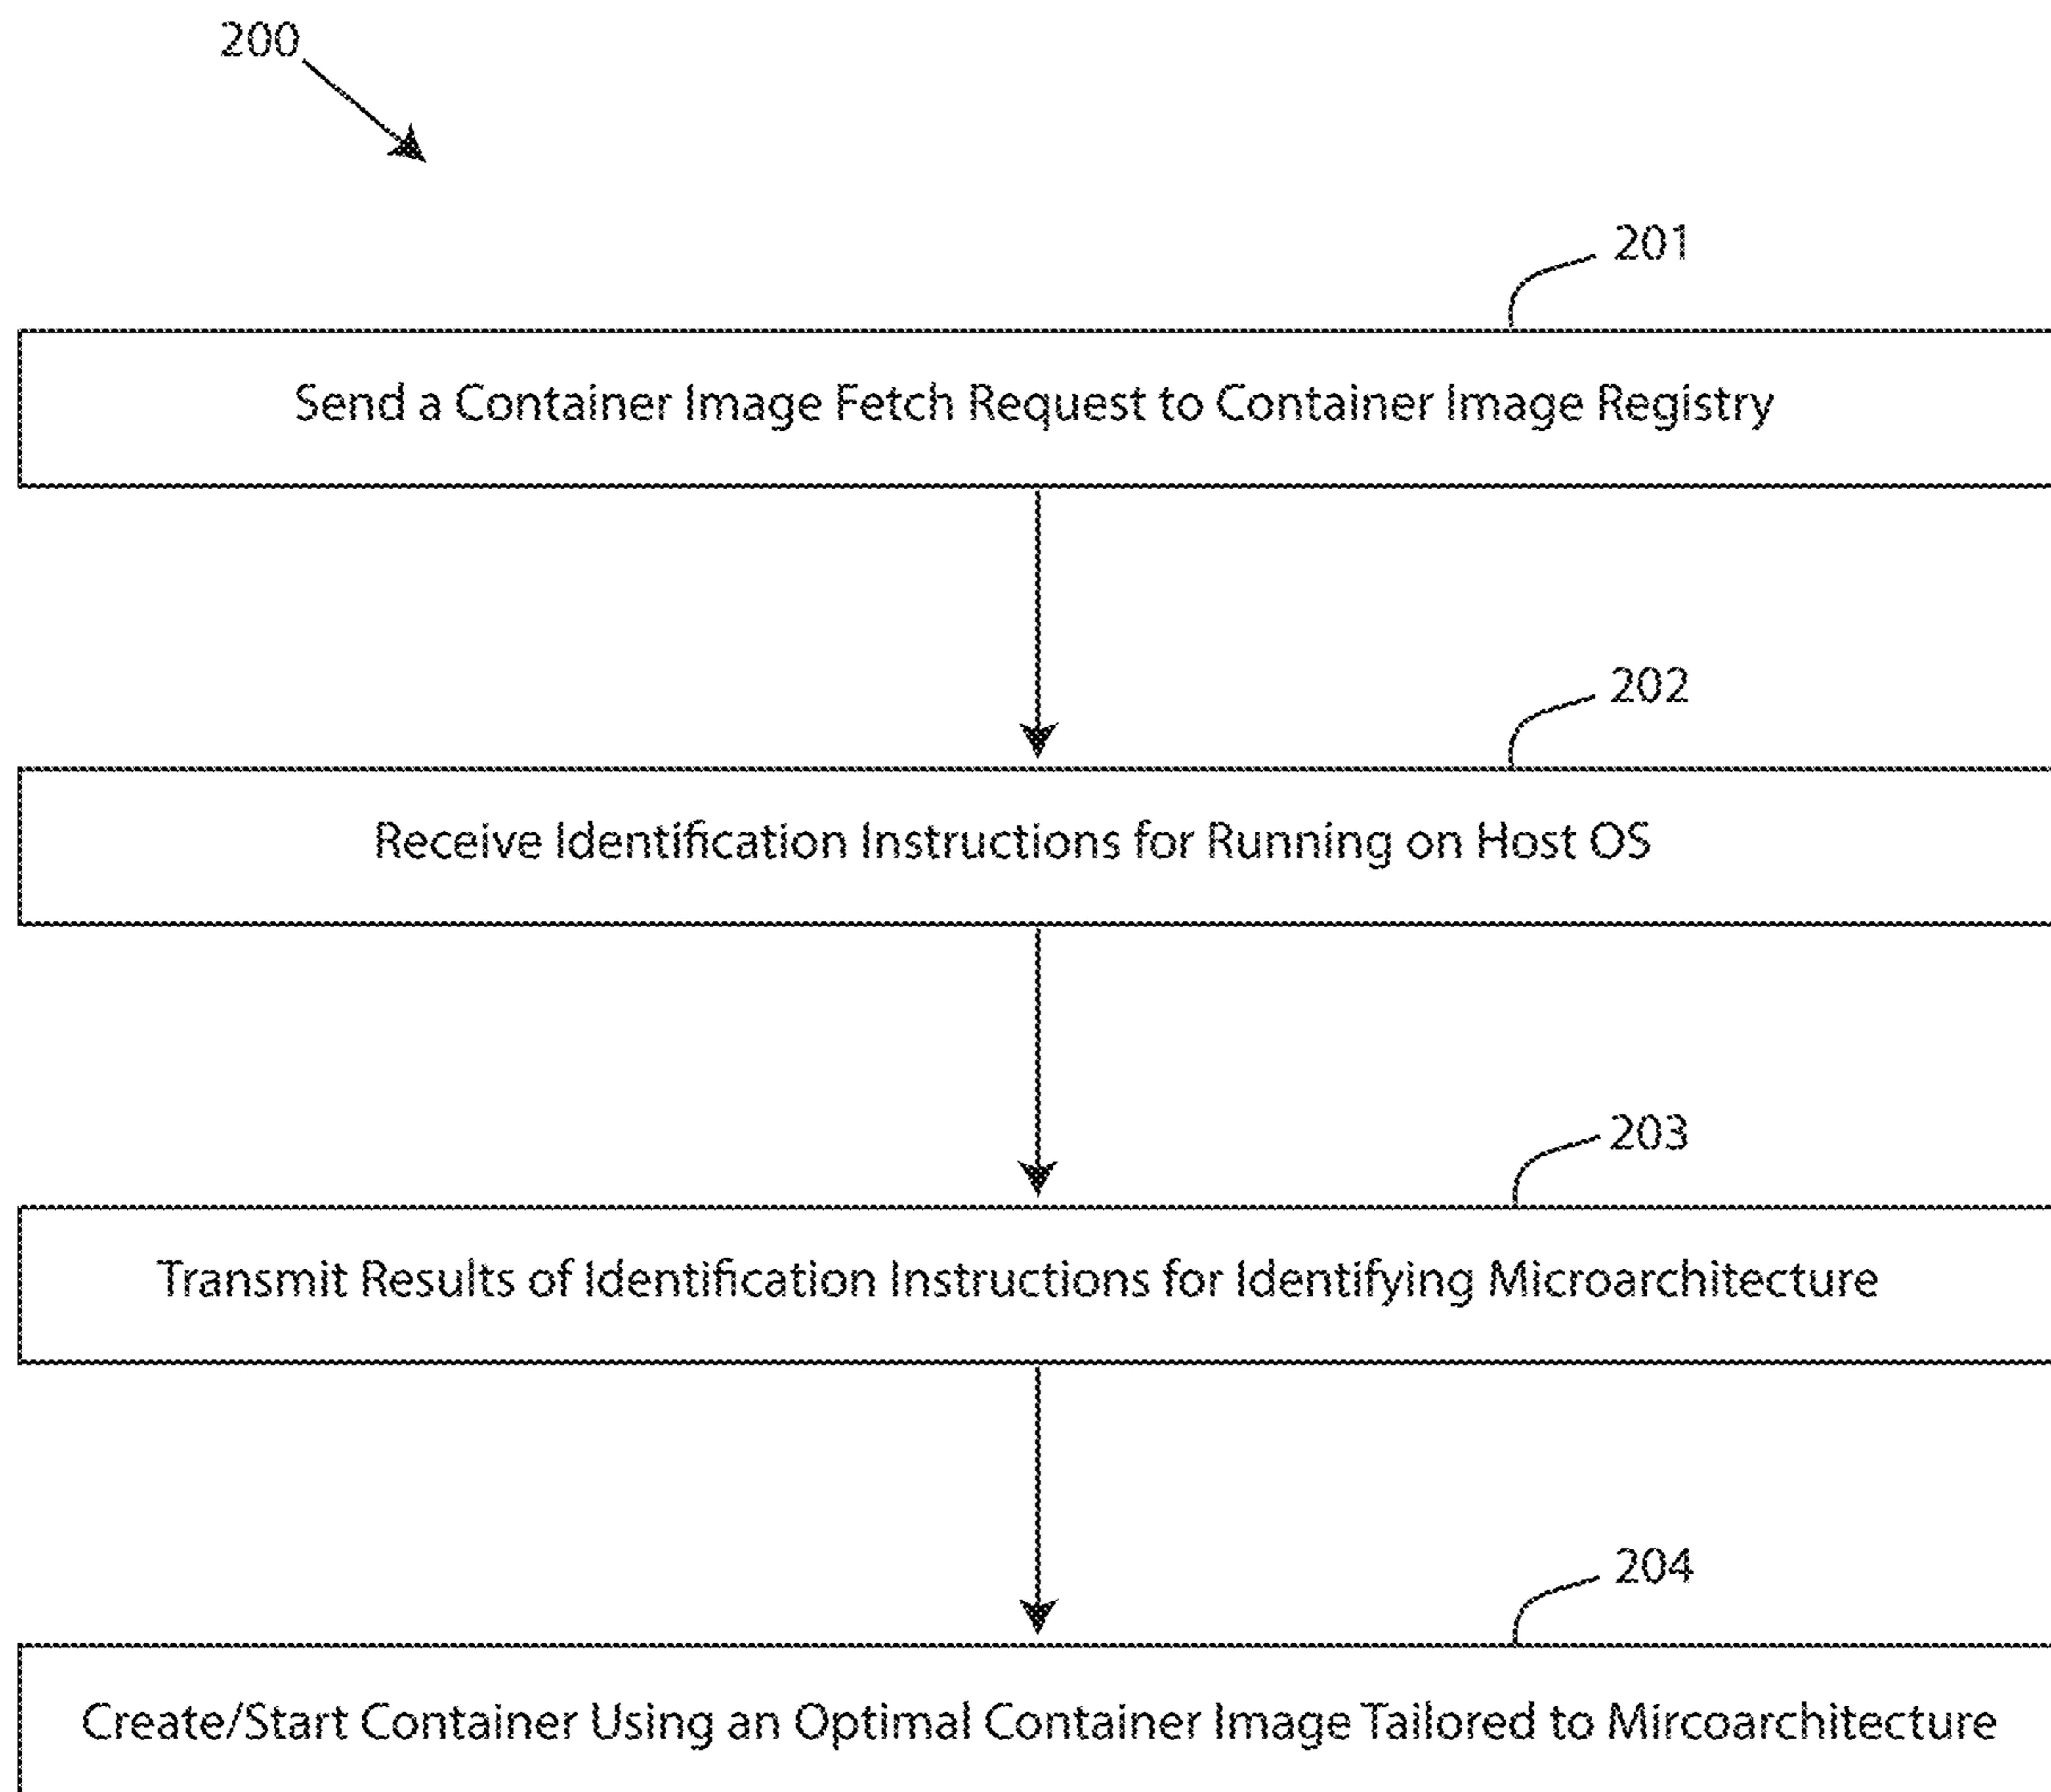 200
201
Send a Container Image Fetch Request to Container Image Registry
202
Receive Identification Instructions for Running on Host OS
203
Transmit Results of Identification Instructions for Identifying Microarchitecture
204
Create/Start Container Using an Optimal Container Image Tailored to Mircoarchitecture